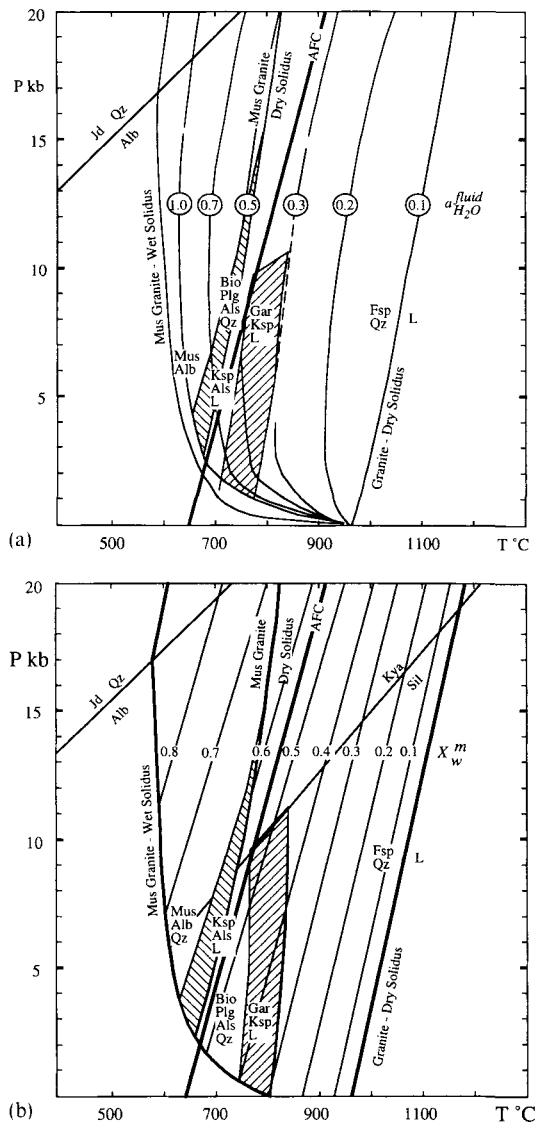 20
AFC
P kb
Jd Qz
Alb
Mus Granite
Dry Solidus
15
1.0
0.7
0.5
0.3
0.2
0.1
a fluid H2O
Mus Granite - Wet Solidus
10
Bio
Plg
Als
Qz
Gar
Ksp
L
Fsp
Qz
L
Mus
Alb
Ksp
Als
L
5
Granite - Dry Solidus
(a)
500
700
900
1100
T °C
20
AFC
P kb
Jd Qz
Alb
Mus Granite
Dry Solidus
Kya
Sil
15
0.8
0.7
0.6
0.5
0.4
0.3
0.2
0.1
X m w
Mus Granite - Wet Solidus
10
Fsp
Qz
L
Mus
Alb
Qz
Ksp
Als
L
5
Bio
Plg
Als
Qz
Gar
Ksp
L
Granite - Dry Solidus
(b)
500
700
900
1100
T °C